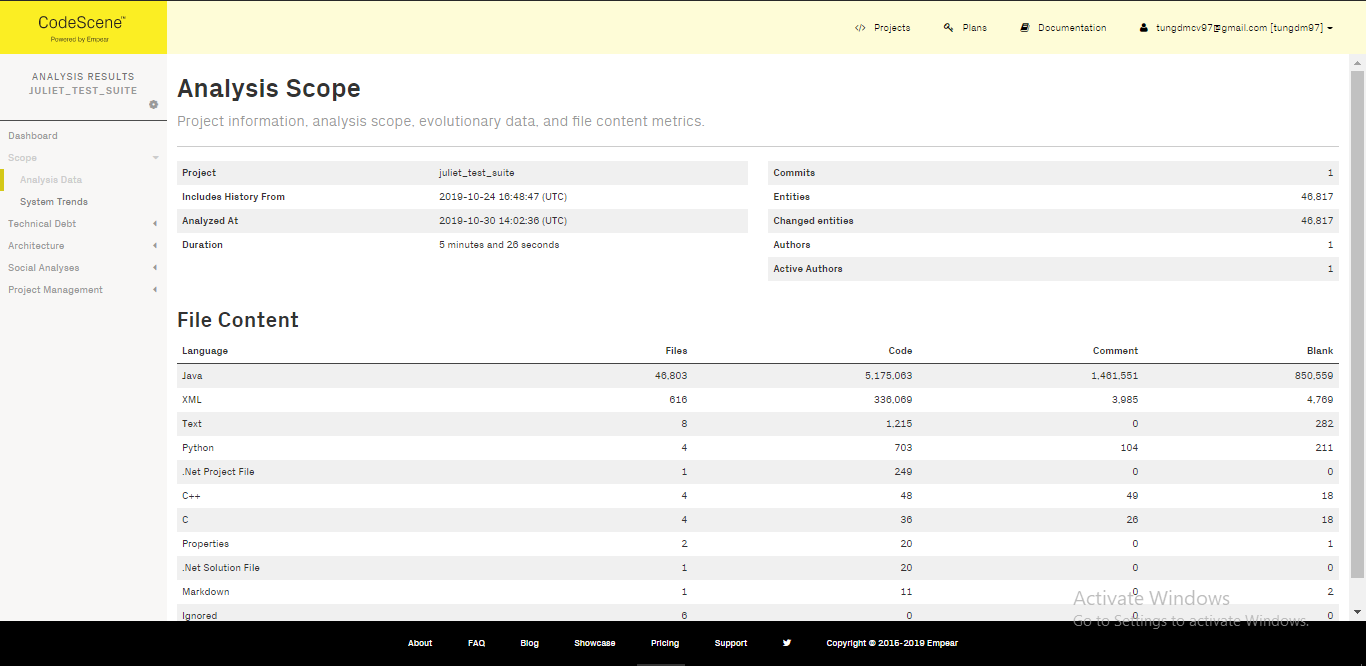 CodeScene™
Powered by Empear
Projects Plans Documentation tungdmcv97@gmail.com [tungdm97]
ANALYSIS RESULTS
JULIET_TEST_SUITE
Dashboard
Scope
Analysis Data
System Trends
Technical Debt
Architecture
Social Analyses
Project Management
Analysis Scope
Project information, analysis scope, evolutionary data, and file content metrics.
Project juliet_test_suite
Includes History From 2019-10-24 16:48:47 (UTC)
Analyzed At 2019-10-30 14:02:36 (UTC)
Duration 5 minutes and 26 seconds
Commits 1
Entities 46,817
Changed entities 46,817
Authors 1
Active Authors 1
File Content
Language Files Code Comment Blank
Java 46,803 5,175,063 1,461,551 850,559
XML 616 336,069 3,985 4,769
Text 8 1,215 0 282
Python 4 703 104 211
.Net Project File 1 249 0 0
C++ 4 48 49 18
C 4 36 26 18
Properties 2 20 0 1
.Net Solution File 1 20 0 0
Markdown 1 11 0 2
Ignored 6 0 0 0
Activate Windows
Go to Settings to activate Windows.
About FAQ Blog Showcase Pricing Support Copyright © 2015-2019 Empear